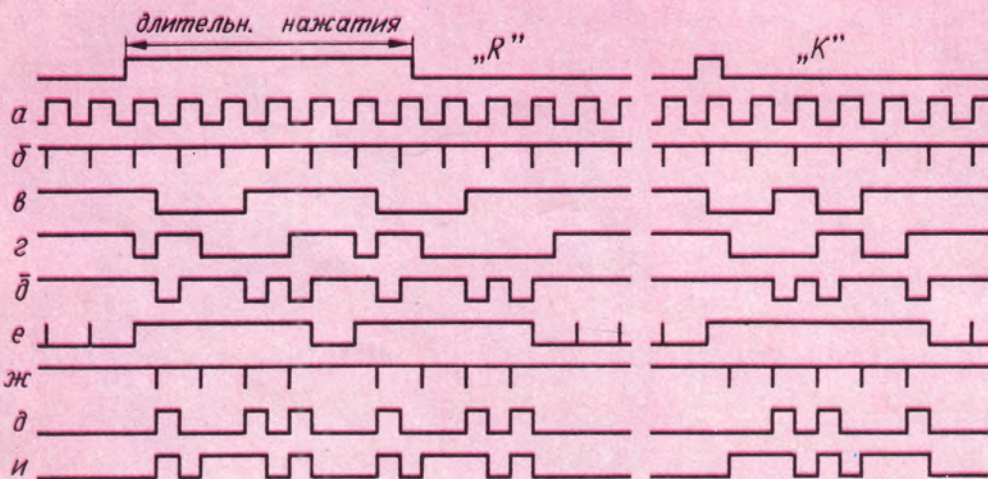 длительн. нажатия
„R” „K”
а
б
в
г
д̄
е
ж
д
и